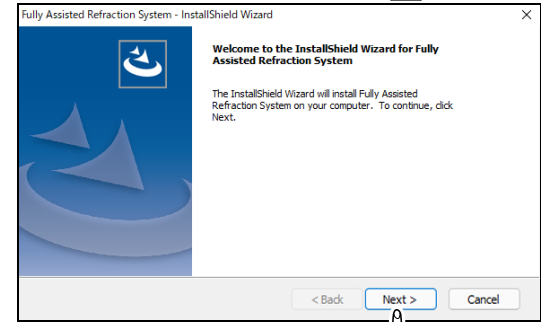 Fully Assisted Refraction System - InstallShield Wizard
Welcome to the InstallShield Wizard for Fully
Assisted Refraction System
The InstallShield Wizard will install Fully Assisted
Refraction System on your computer. To continue, click
Next.
< Back
Next >
Cancel